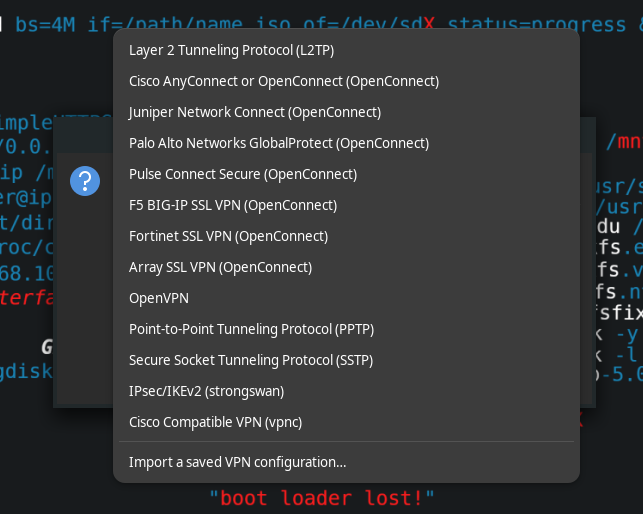 bs=4M if=/path/name iso of=/dev/sdX status=progress &
Layer 2 Tunneling Protocol (L2TP)
Cisco AnyConnect or OpenConnect (OpenConnect)
Juniper Network Connect (OpenConnect)
/0.0.
/mn
Palo Alto Networks GlobalProtect (OpenConnect)
ip /m
?
Pulse Connect Secure (OpenConnect)
usr/s
er@ip
F5 BIG-IP SSL VPN (OpenConnect)
/usr
t/dir
du /
Fortinet SSL VPN (OpenConnect)
roc/c
fs.e
Array SSL VPN (OpenConnect)
68.10
fs.v
OpenVPN
terfa
fs.n
Point-to-Point Tunneling Protocol (PPTP)
sfix
-y
G
Secure Socket Tunneling Protocol (SSTP)
k -l
gdisk
-5.0
IPsec/IKEv2 (strongswan)
Cisco Compatible VPN (vpnc)
Import a saved VPN configuration...
"boot loader lost!"